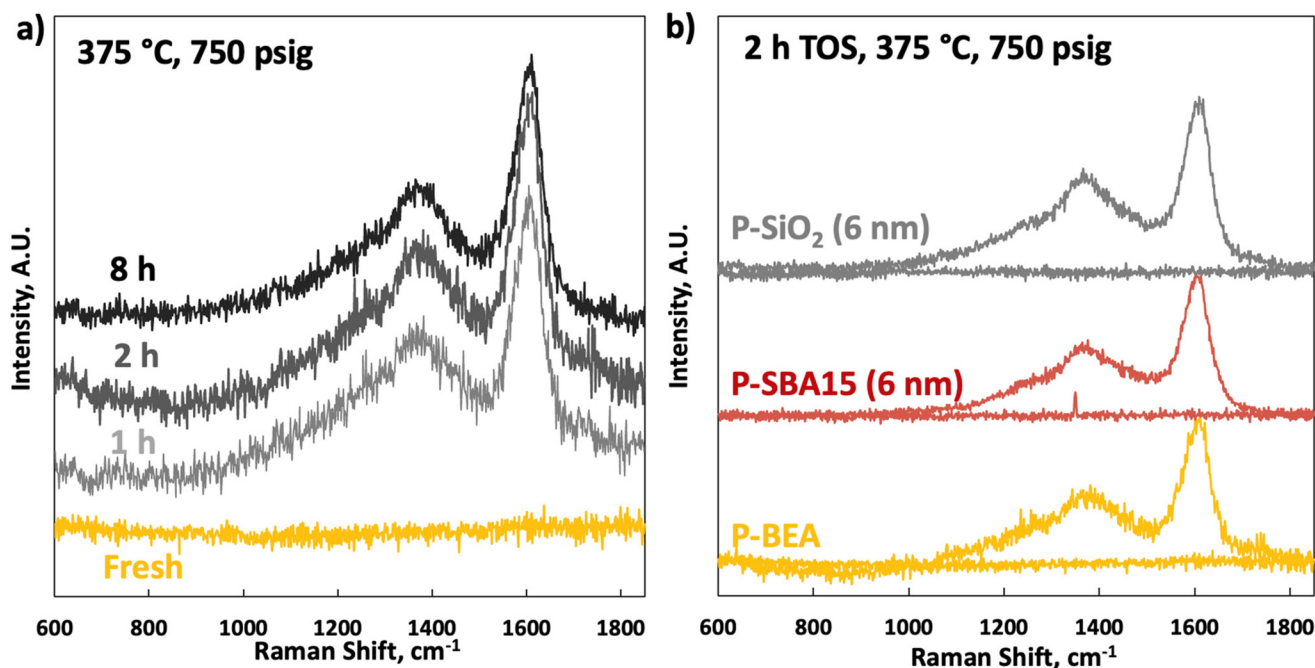 a)
375 °C, 750 psig
8 h
2 h
1 h
Fresh
Intensity, A.U.
600 800 1000 1200 1400 1600 1800
Raman Shift, cm-1
b)
2 h TOS, 375 °C, 750 psig
P-SiO2 (6 nm)
P-SBA15 (6 nm)
P-BEA
Intensity, A.U.
600 800 1000 1200 1400 1600 1800
Raman Shift, cm-1